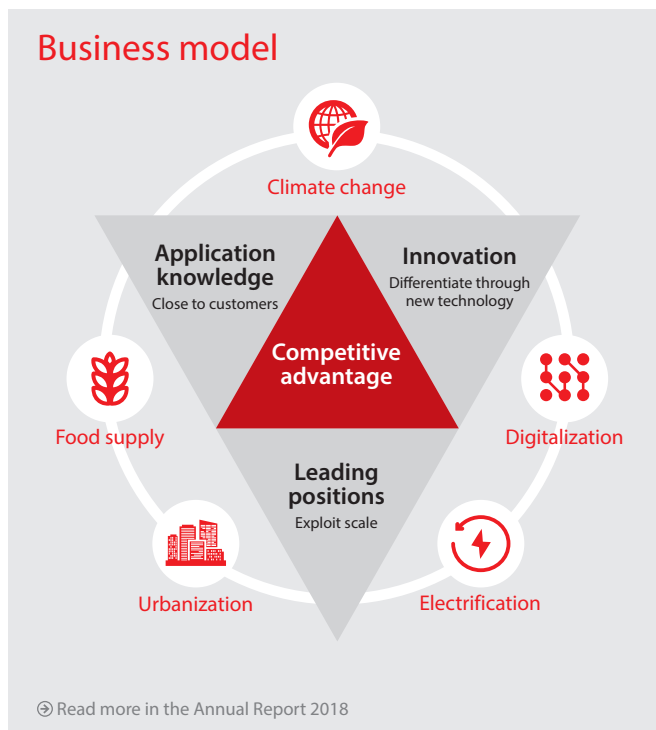 Business model
Climate change
Application
knowledge
Close to customers
Innovation
Differentiate through
new technology
Competitive
advantage
Food supply
Digitalization
Leading
positions
Exploit scale
Urbanization
Electrification
Read more in the Annual Report 2018